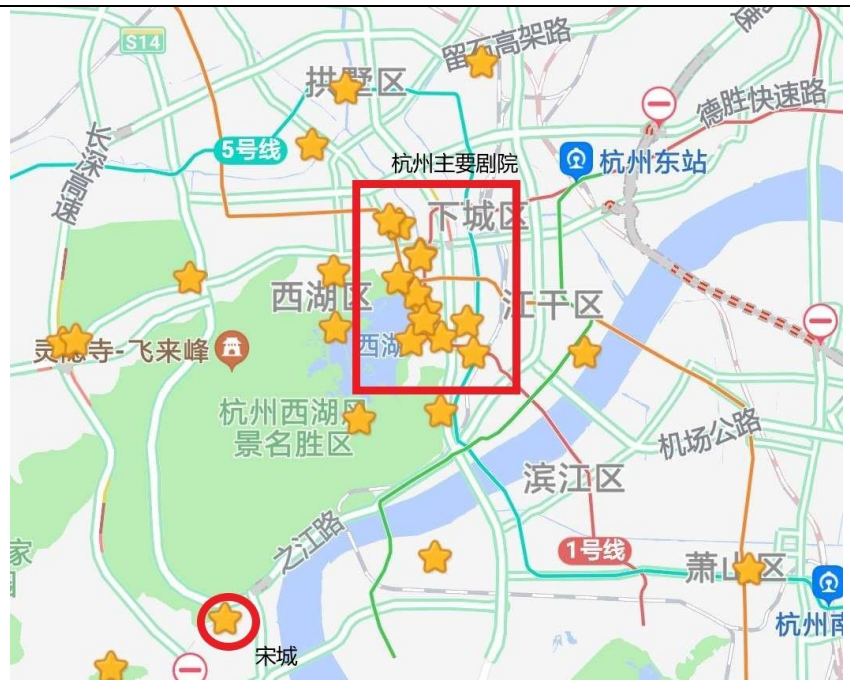 S14
留石高架路
拱墅区
德胜快速路
长深高速
5号线
杭州主要剧院
杭州东站
下城区
西湖区
江干区
灵隐寺-飞来峰
西湖
杭州西湖风
景名胜区
机场公路
滨江区
之江路
1号线
萧山区
杭州南
宋城